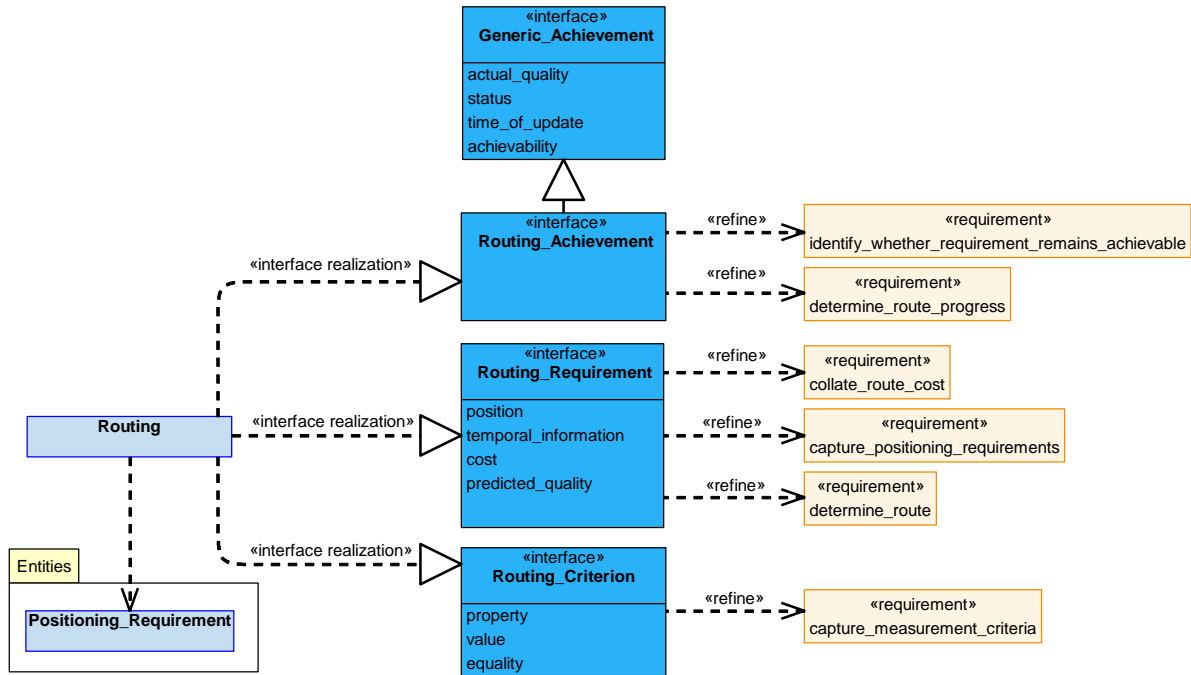 «interface»
Generic_Achievement
actual_quality
status
time_of_update
achievability
«interface»
Routing_Achievement
«refine»
«requirement»
identify_whether_requirement_remains_achievable
«interface realization»
«refine»
«requirement»
determine_route_progress
«interface»
Routing_Requirement
position
temporal_information
cost
predicted_quality
«refine»
«requirement»
collate_route_cost
Routing
«interface realization»
«refine»
«requirement»
capture_positioning_requirements
«refine»
«requirement»
determine_route
«interface realization»
«interface»
Routing_Criterion
property
value
equality
«refine»
«requirement»
capture_measurement_criteria
Entities
Positioning_Requirement